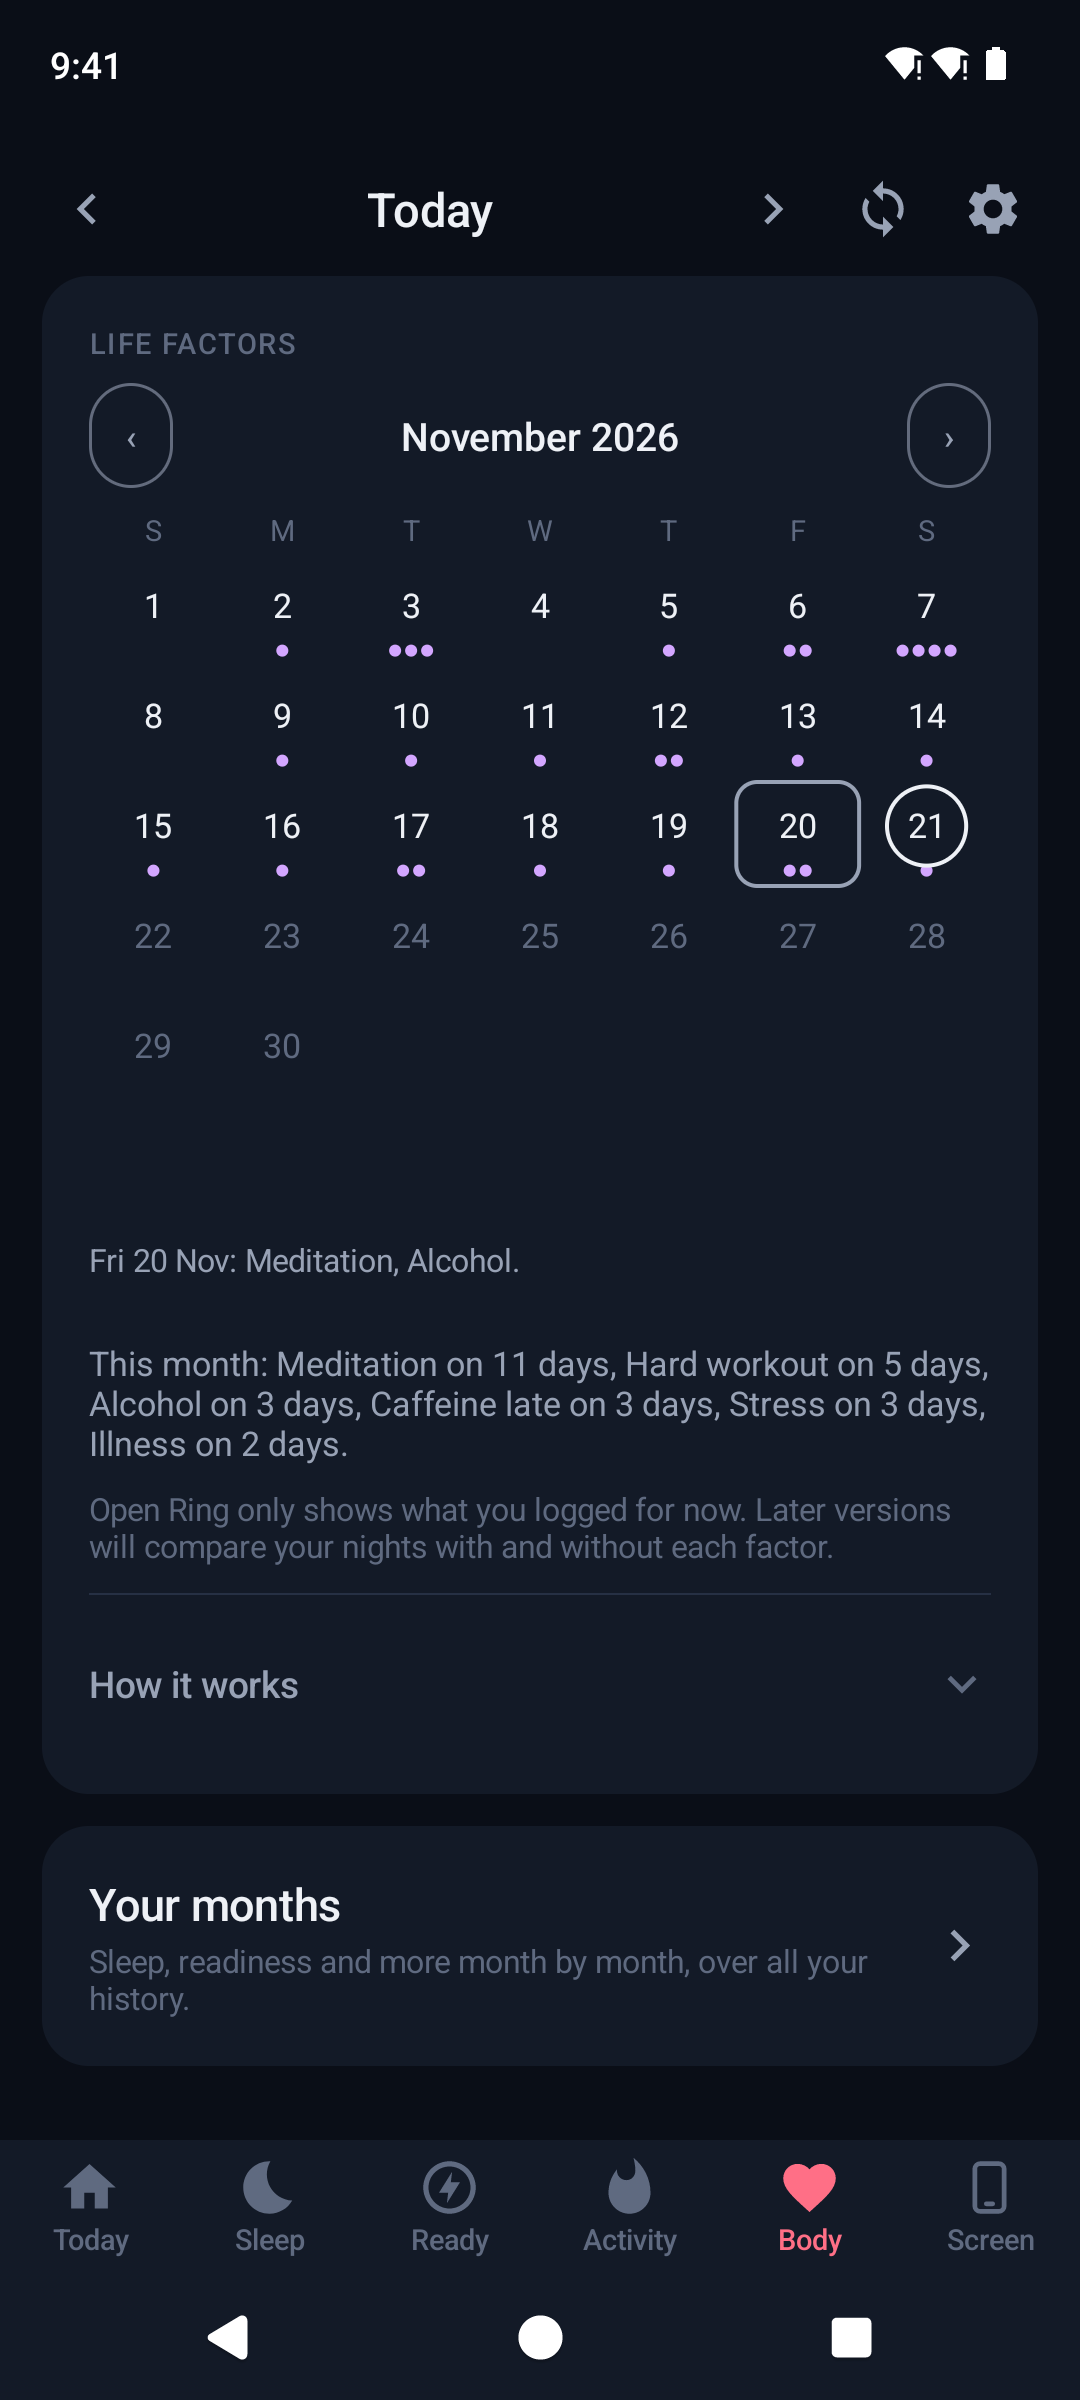 9:41
Today
LIFE FACTORS
‹ November 2026 ›
S M T W T F S
1 2 3 4 5 6 7
8 9 10 11 12 13 14
15 16 17 18 19 20 21
22 23 24 25 26 27 28
29 30
Fri 20 Nov: Meditation, Alcohol.
This month: Meditation on 11 days, Hard workout on 5 days,
Alcohol on 3 days, Caffeine late on 3 days, Stress on 3 days,
Illness on 2 days.
Open Ring only shows what you logged for now. Later versions
will compare your nights with and without each factor.
How it works
Your months
Sleep, readiness and more month by month, over all your
history.
Today Sleep Ready Activity Body Screen